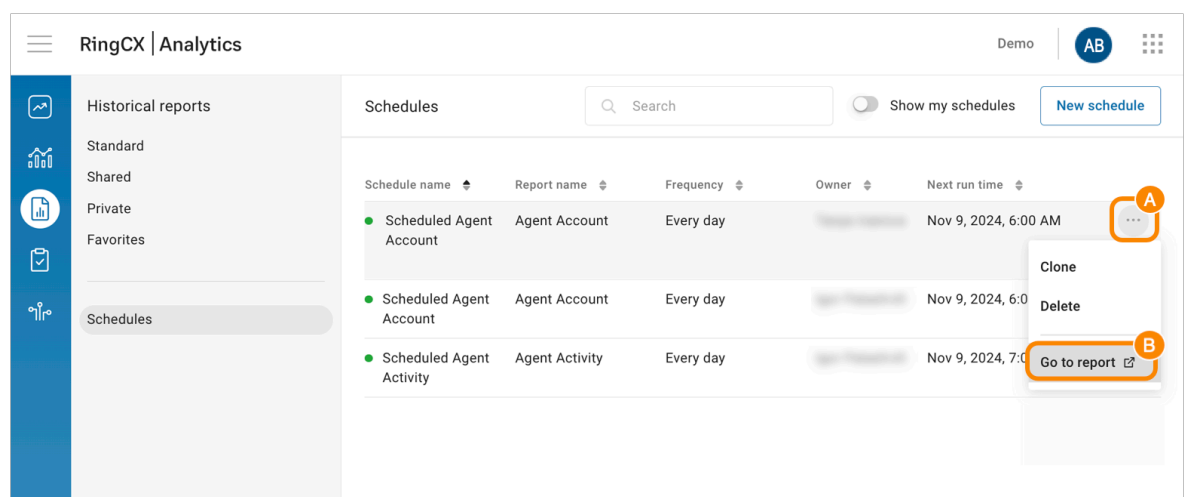 RingCX | Analytics
Demo
AB
Historical reports
Standard
Shared
Private
Favorites
Schedules
Schedules
Search
Show my schedules
New schedule
Schedule name
Report name
Frequency
Owner
Next run time
A
Scheduled Agent
Account
Agent Account
Every day
Nov 9, 2024, 6:00 AM
...
Scheduled Agent
Account
Agent Account
Every day
Nov 9, 2024, 6:0
Scheduled Agent
Activity
Agent Activity
Every day
Nov 9, 2024, 7:0
Clone
Delete
B
Go to report